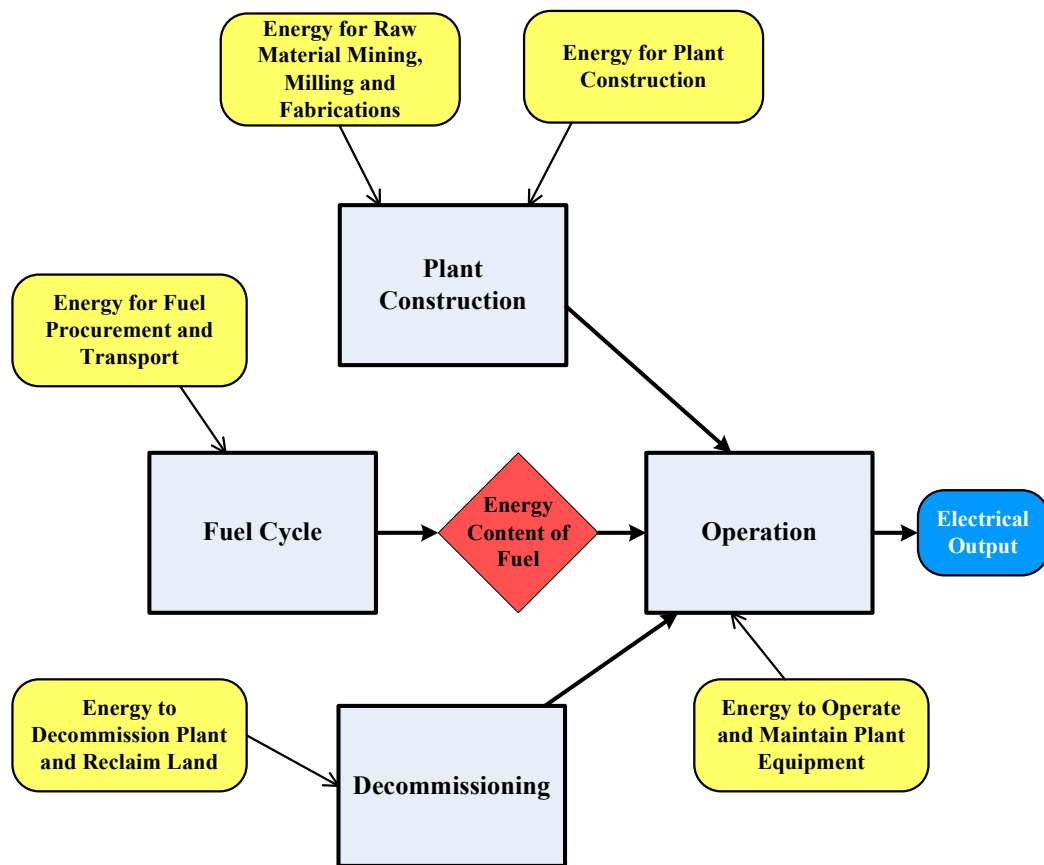 Energy for Raw
Material Mining,
Milling and
Fabrications
Energy for Plant
Construction
Plant
Construction
Energy for Fuel
Procurement and
Transport
Fuel Cycle
Energy
Content of
Fuel
Operation
Electrical
Output
Energy to
Decommission Plant
and Reclaim Land
Decommissioning
Energy to Operate
and Maintain Plant
Equipment